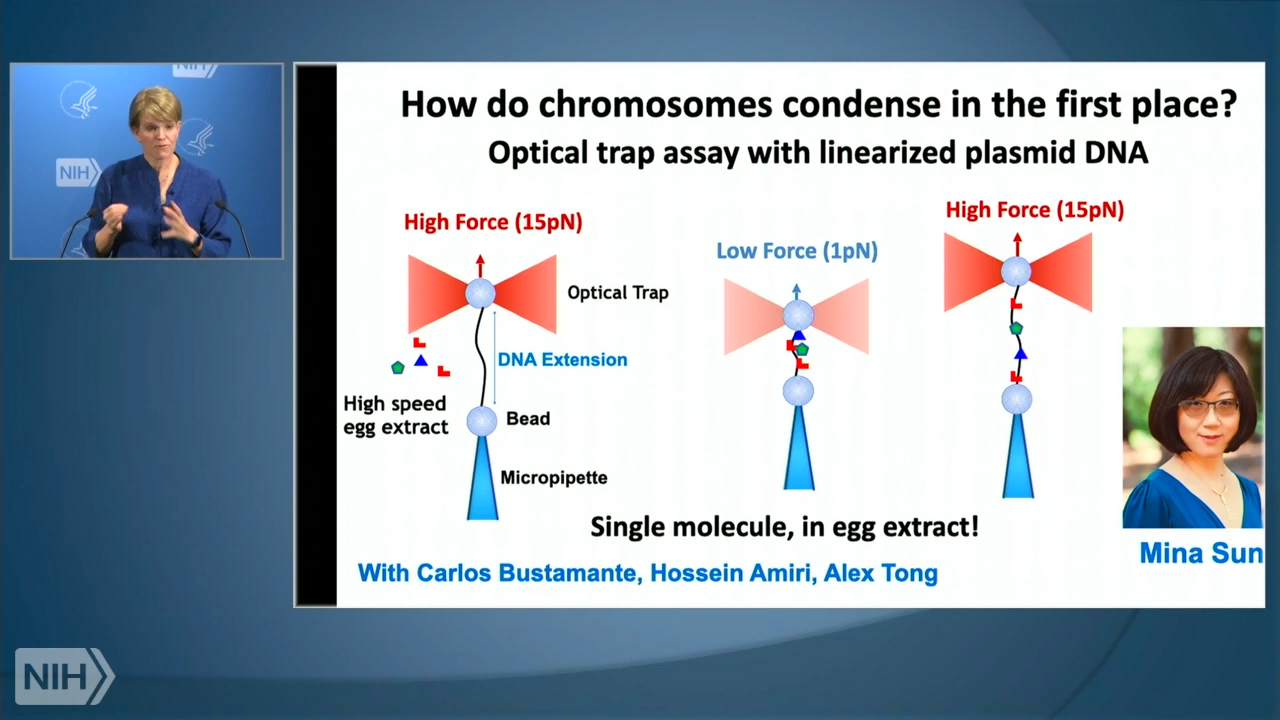 NIH
NIH
How do chromosomes condense in the first place?
Optical trap assay with linearized plasmid DNA
High Force (15pN)
Low Force (1pN)
High Force (15pN)
Optical Trap
DNA Extension
High speed
egg extract
Bead
Micropipette
Single molecule, in egg extract!
With Carlos Bustamante, Hossein Amiri, Alex Tong
Mina Sun
NIH